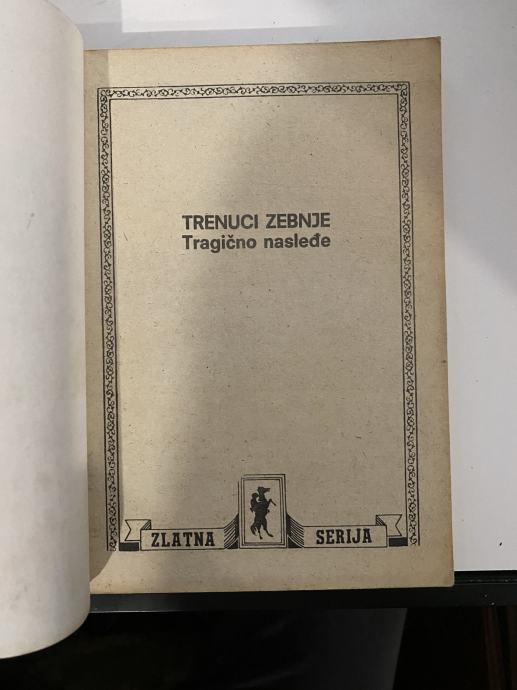 TRENUCI ZEBNJE
Tragično nasleđe
ZLATNA SERIJA